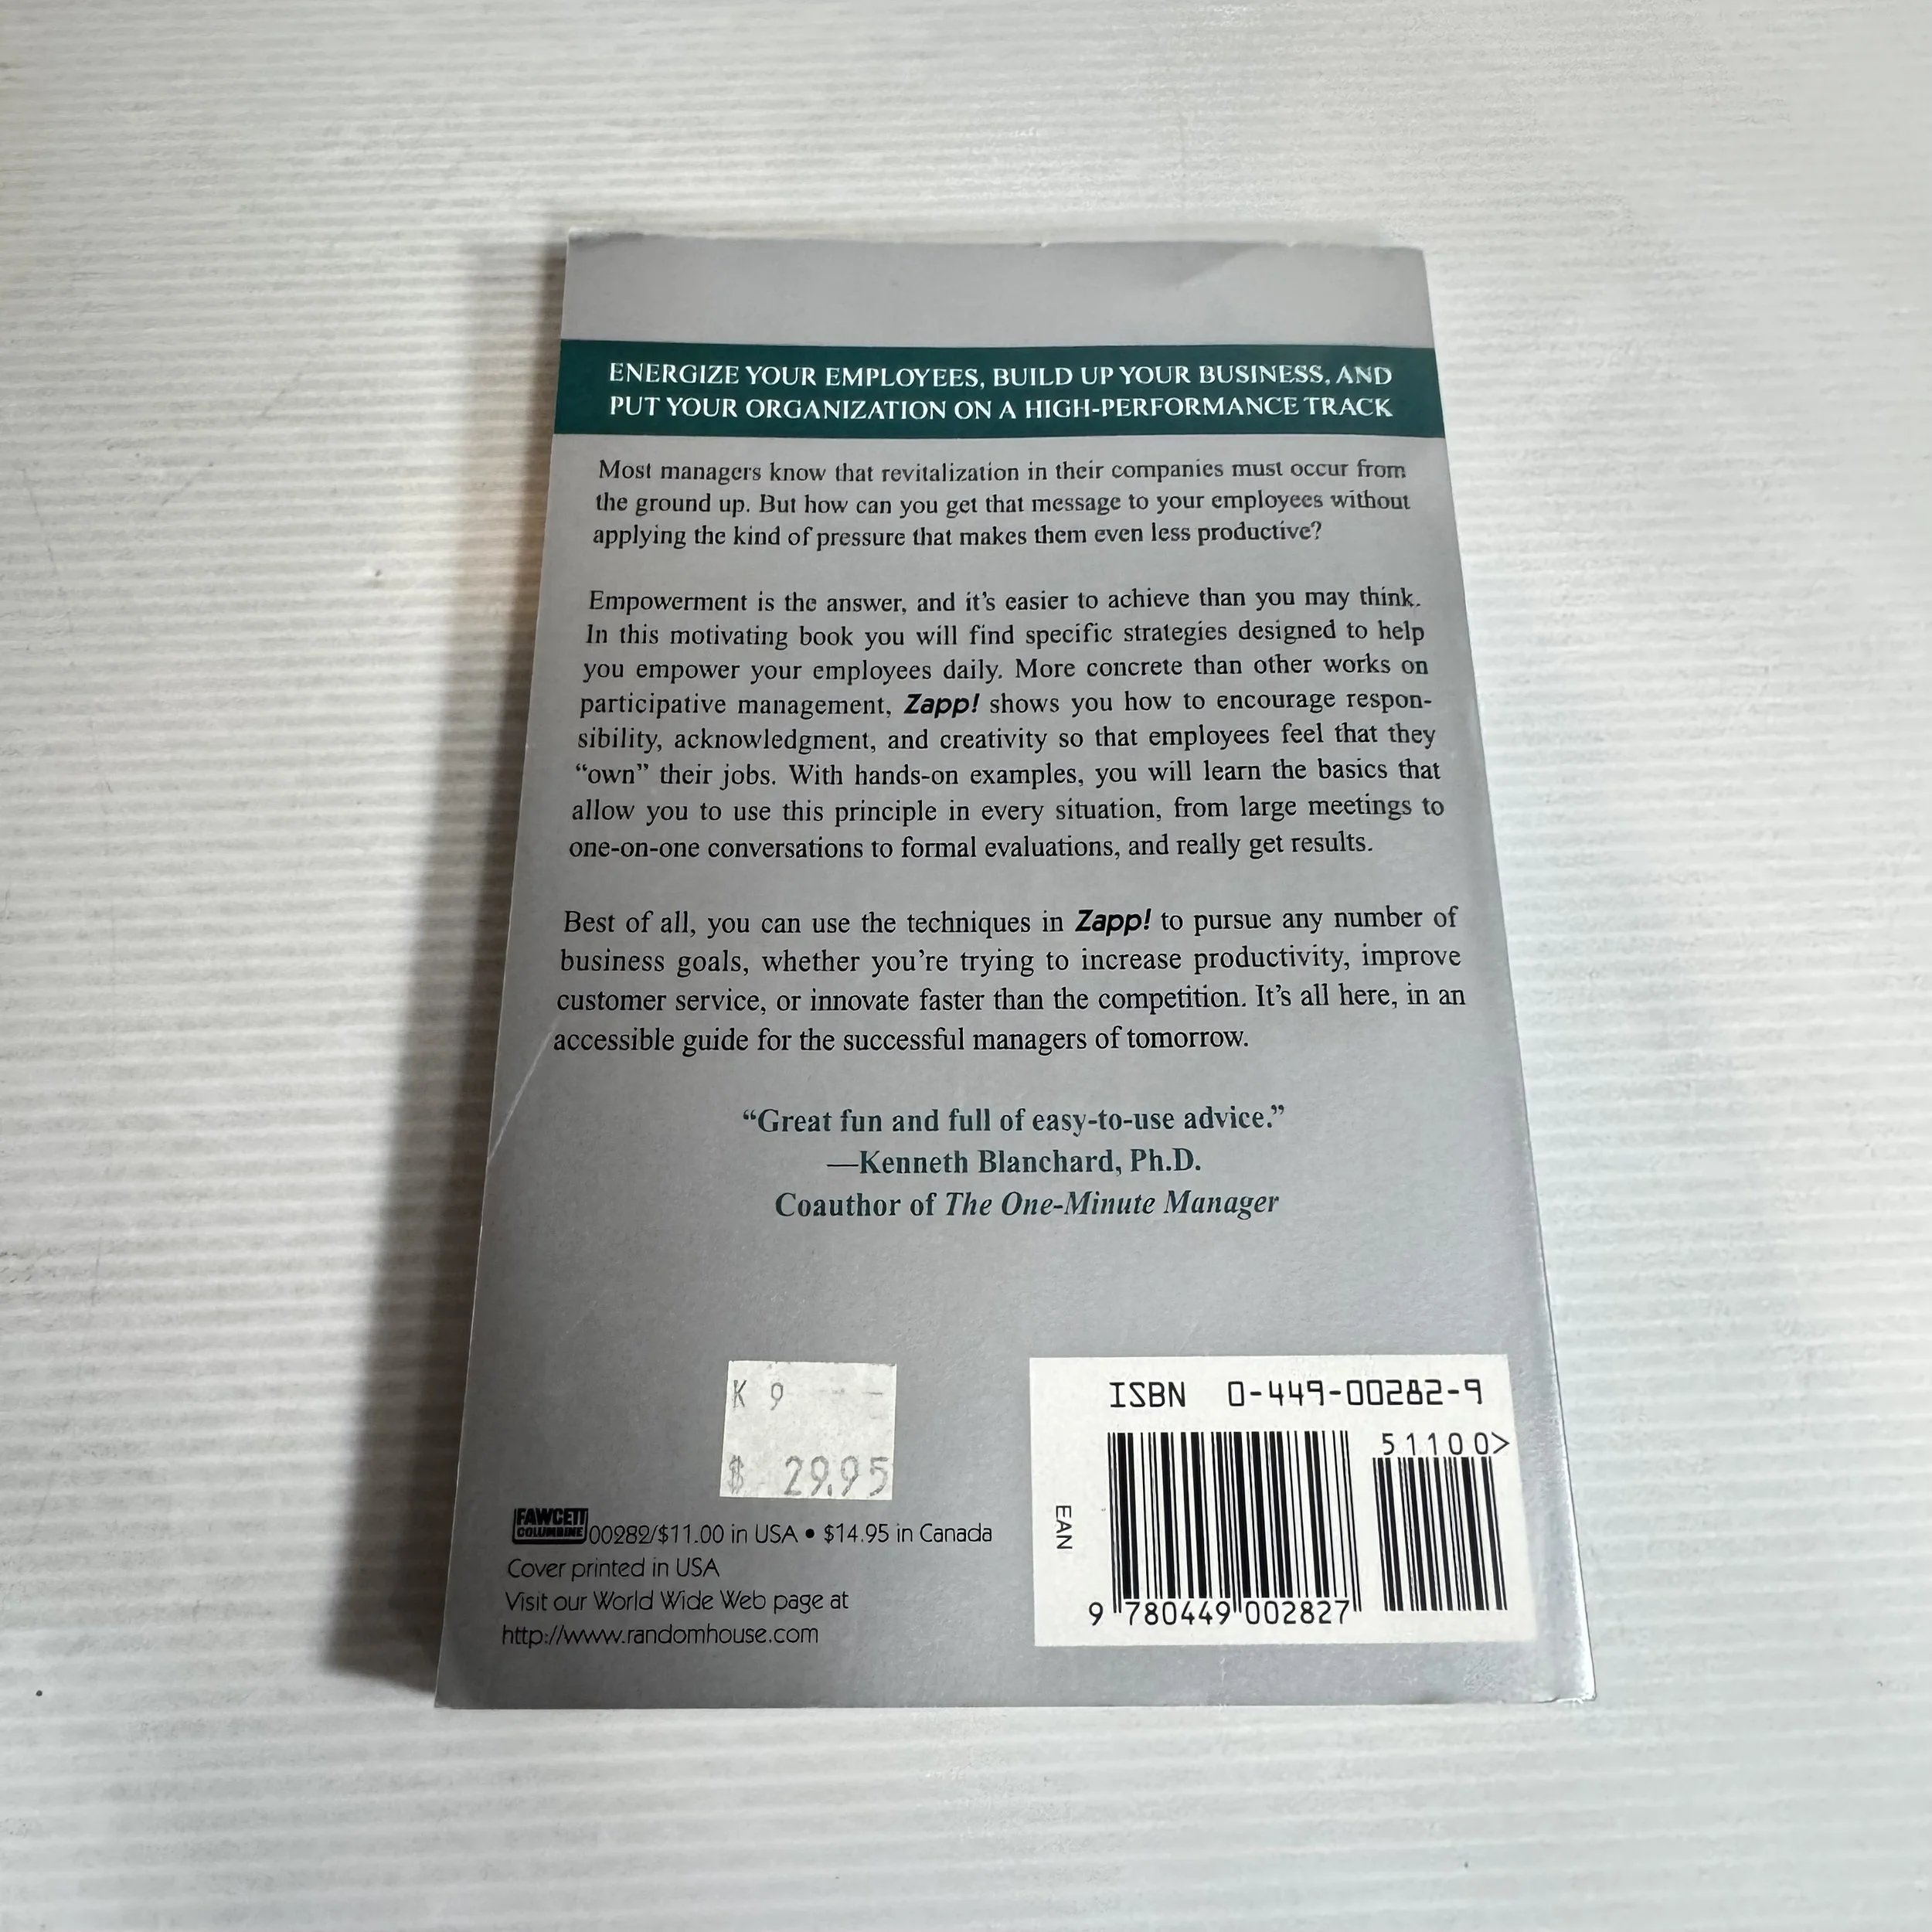 ENERGIZE YOUR EMPLOYEES, BUILD UP YOUR BUSINESS, AND
PUT YOUR ORGANIZATION ON A HIGH-PERFORMANCE TRACK
Most managers know that revitalization in their companies must occur from
the ground up. But how can you get that message to your employees without
applying the kind of pressure that makes them even less productive?
Empowerment is the answer, and it's easier to achieve than you may think.
In this motivating book you will find specific strategies designed to help
you empower your employees daily. More concrete than other works on
participative management, Zapp! shows you how to encourage respon-
sibility, acknowledgment, and creativity so that employees feel that they
“own” their jobs. With hands-on examples, you will learn the basics that
allow you to use this principle in every situation, from large meetings to
one-on-one conversations to formal evaluations, and really get results.
Best of all, you can use the techniques in Zapp! to pursue any number of
business goals, whether you're trying to increase productivity, improve
customer service, or innovate faster than the competition. It's all here, in an
accessible guide for the successful managers of tomorrow.
“Great fun and full of easy-to-use advice.”
—Kenneth Blanchard, Ph.D.
Coauthor of The One-Minute Manager
K 9
$ 29.95
FAWCETT
COLUMBINE
00282/$11.00 in USA • $14.95 in Canada
Cover printed in USA
Visit our World Wide Web page at
http://www.randomhouse.com
ISBN 0-449-00282-9
51100>
EAN
9 780449 002827